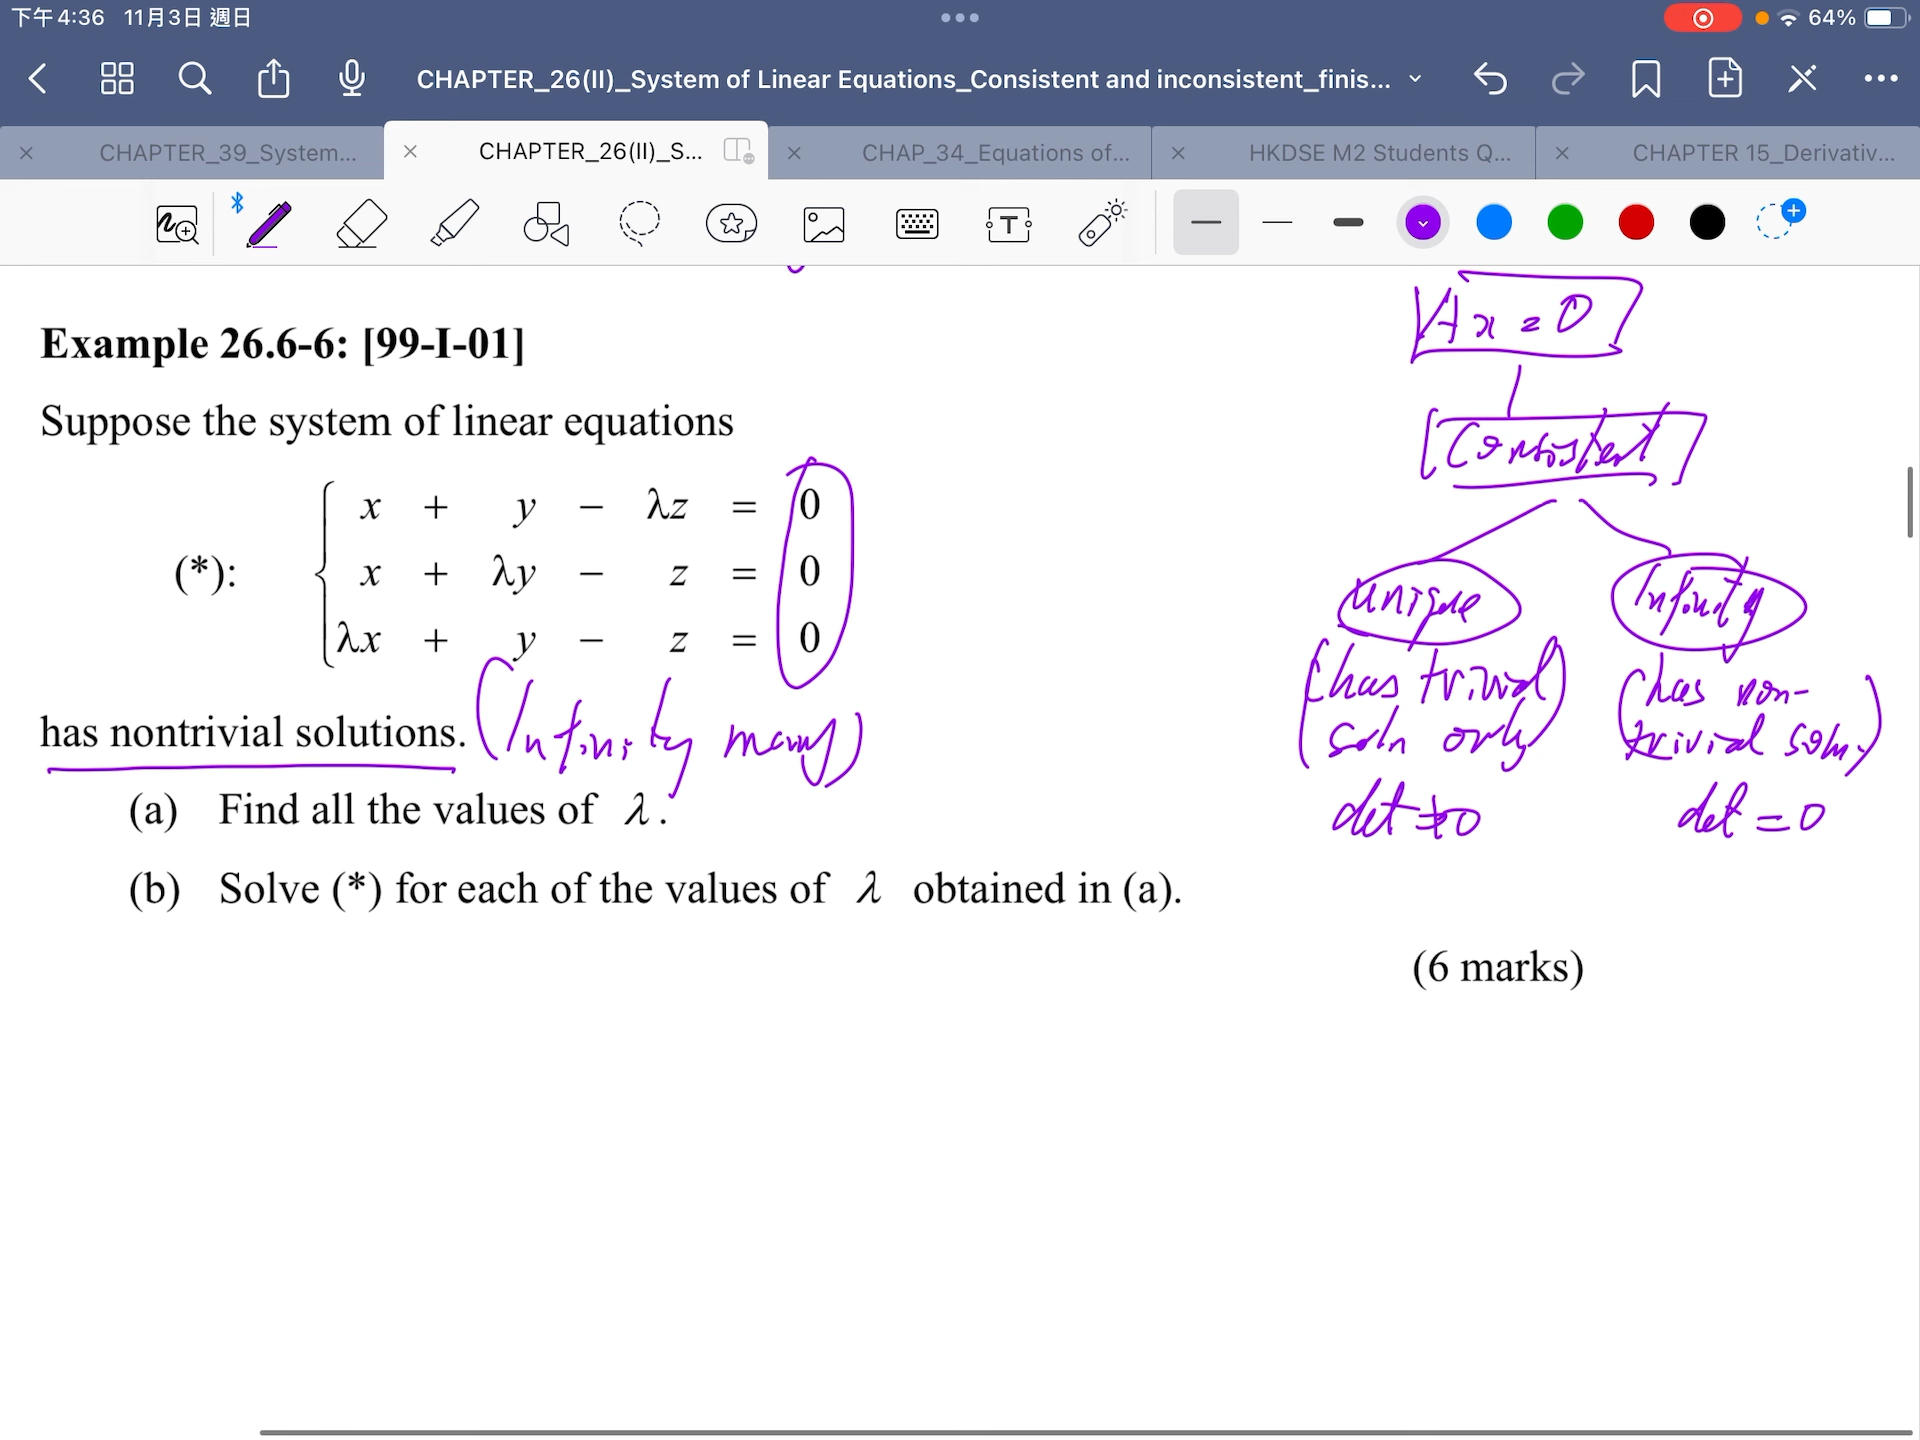 下午4:36 11月3日 週日
64%
CHAPTER_26(II)_System of Linear Equations_Consistent and inconsistent_finis...
CHAPTER_39_System...
CHAPTER_26(II)_S...
CHAP_34_Equations of...
HKDSE M2 Students Q...
CHAPTER 15_Derivativ...
Example 26.6-6: [99-I-01]
Suppose the system of linear equations
x + y − λz = 0
(*): x + λy − z = 0
λx + y − z = 0
has nontrivial solutions. (Infinity many)
(a) Find all the values of λ.
(b) Solve (*) for each of the values of λ obtained in (a).
(6 marks)
Ax = 0
Consistent
unique
(has trivial
soln only)
det ≠ 0
Infinity
(has non-
trivial soln.)
det = 0